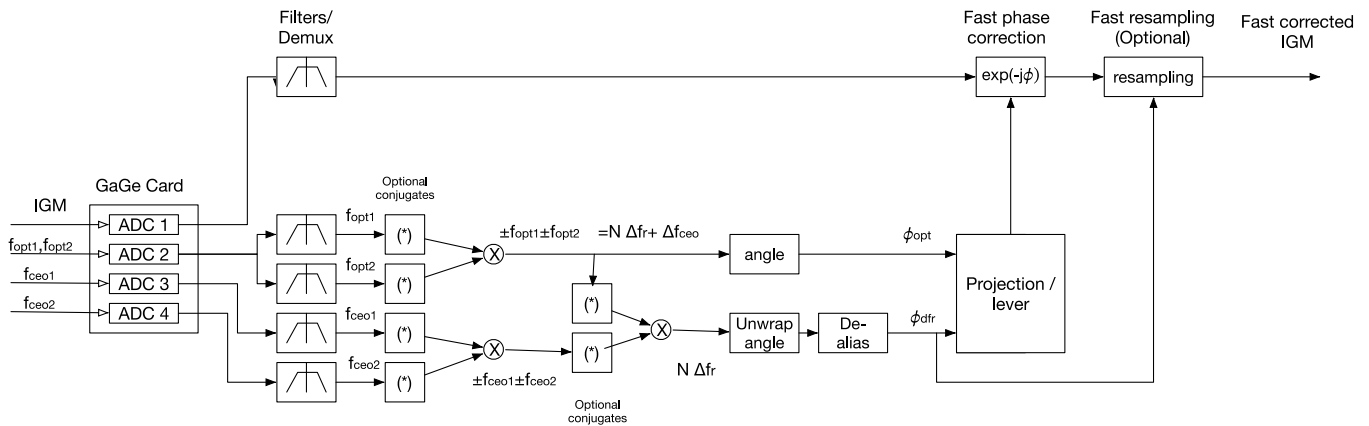 Filters/
Demux
Fast phase
correction
Fast resampling
(Optional)
Fast corrected
IGM
exp(-jϕ)
resampling
GaGe Card
Optional
conjugates
IGM
ADC 1
fopt1,fopt2
ADC 2
fceo1
ADC 3
fceo2
ADC 4
fopt1
(*)
fopt2
(*)
fceo1
(*)
fceo2
(*)
X
±fopt1±fopt2
=N Δfr+ Δfceo
angle
ϕopt
(*)
X
±fceo1±fceo2
(*)
Optional
conjugates
X
N Δfr
Unwrap
angle
De-
alias
ϕdfr
Projection /
lever